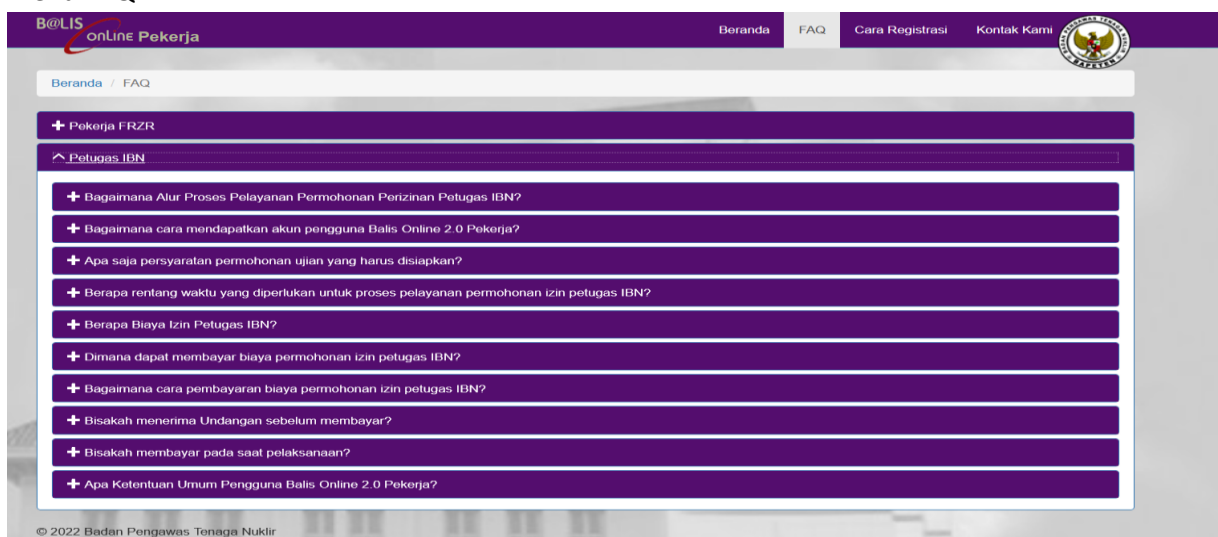 B@LIS
onLine Pekerja
Beranda FAQ Cara Registrasi Kontak Kami
BADAN PENGAWAS TENAGA NUKLIR
BAPETEN
Beranda / FAQ
Pekerja FRZR
Petugas IBN
Bagaimana Alur Proses Pelayanan Permohonan Perizinan Petugas IBN?
Bagaimana cara mendapatkan akun pengguna Balis Online 2.0 Pekerja?
Apa saja persyaratan permohonan ujian yang harus disiapkan?
Berapa rentang waktu yang diperlukan untuk proses pelayanan permohonan izin petugas IBN?
Berapa Biaya Izin Petugas IBN?
Dimana dapat membayar biaya permohonan izin petugas IBN?
Bagaimana cara pembayaran biaya permohonan izin petugas IBN?
Bisakah menerima Undangan sebelum membayar?
Bisakah membayar pada saat pelaksanaan?
Apa Ketentuan Umum Pengguna Balis Online 2.0 Pekerja?
© 2022 Badan Pengawas Tenaga Nuklir